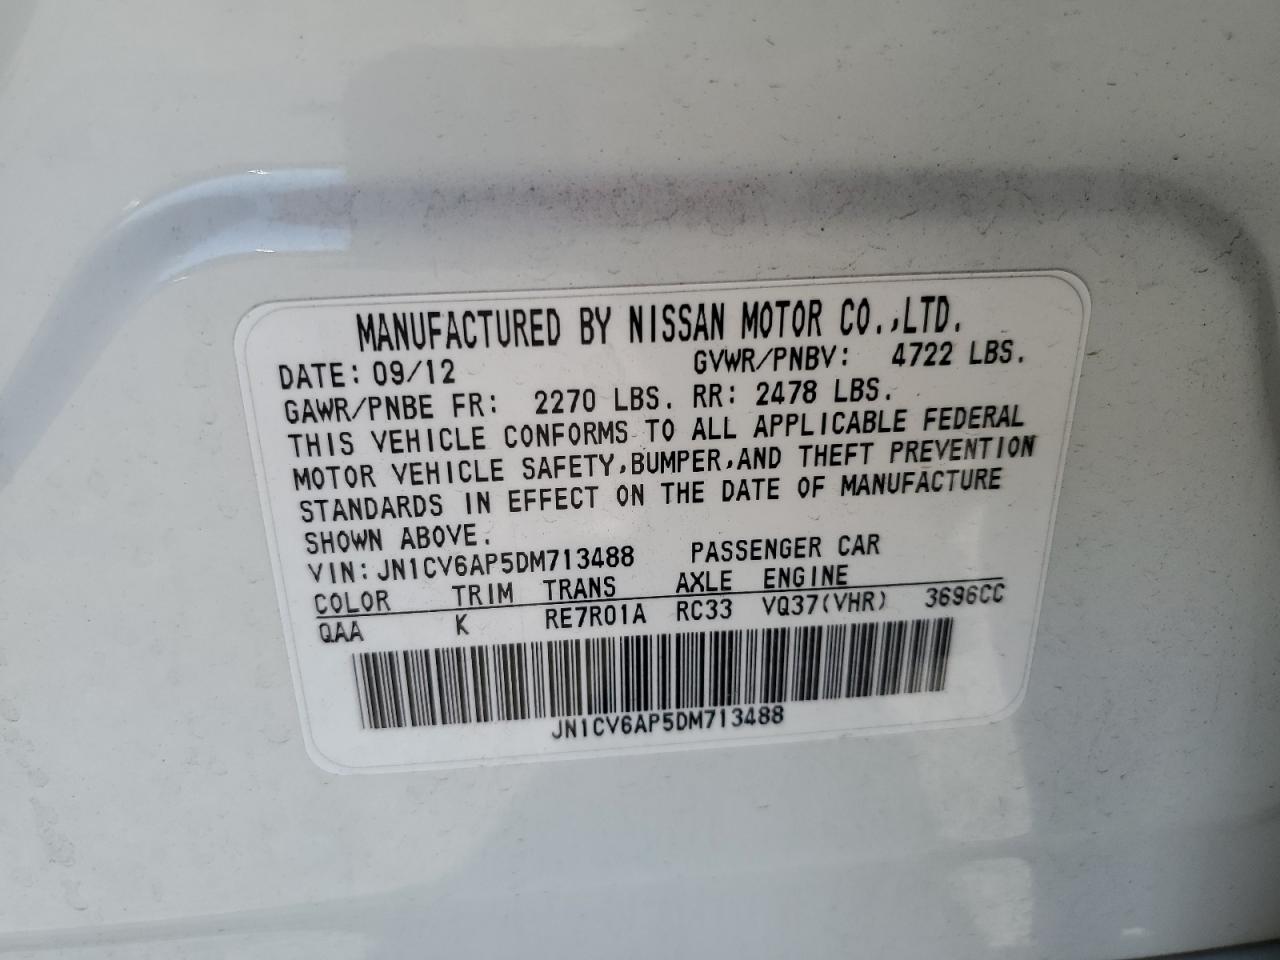 MANUFACTURED BY NISSAN MOTOR CO.,LTD.
DATE: 09/12 GVWR/PNBV: 4722 LBS.
GAWR/PNBE FR: 2270 LBS. RR: 2478 LBS.
THIS VEHICLE CONFORMS TO ALL APPLICABLE FEDERAL
MOTOR VEHICLE SAFETY,BUMPER,AND THEFT PREVENTION
STANDARDS IN EFFECT ON THE DATE OF MANUFACTURE
SHOWN ABOVE.
VIN: JN1CV6AP5DM713488 PASSENGER CAR
COLOR TRIM TRANS AXLE ENGINE
QAA K RE7R01A RC33 VQ37(VHR) 3696CC
JN1CV6AP5DM713488